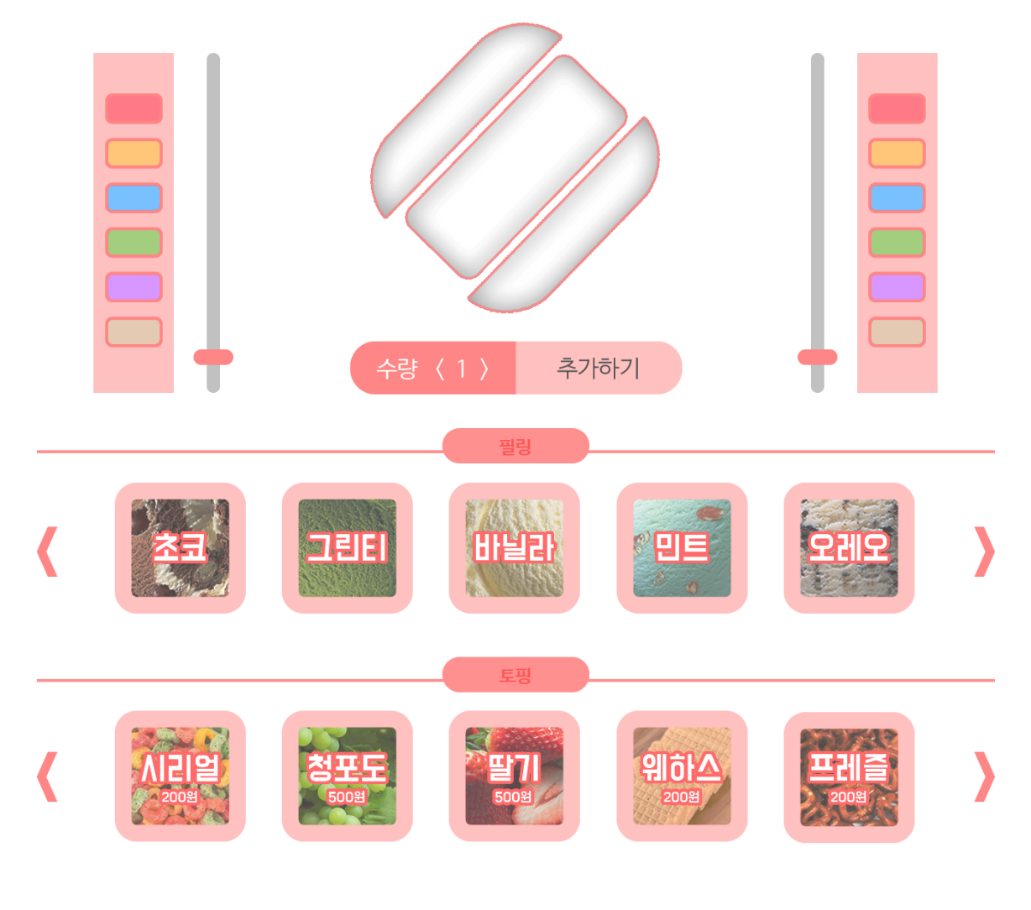 수량 〈 1 〉 추가하기
필링
초코 그린티 바닐라 민트 오레오
토핑
시리얼 청포도 딸기 웨하스 프레즐
200원 500원 500원 200원 200원